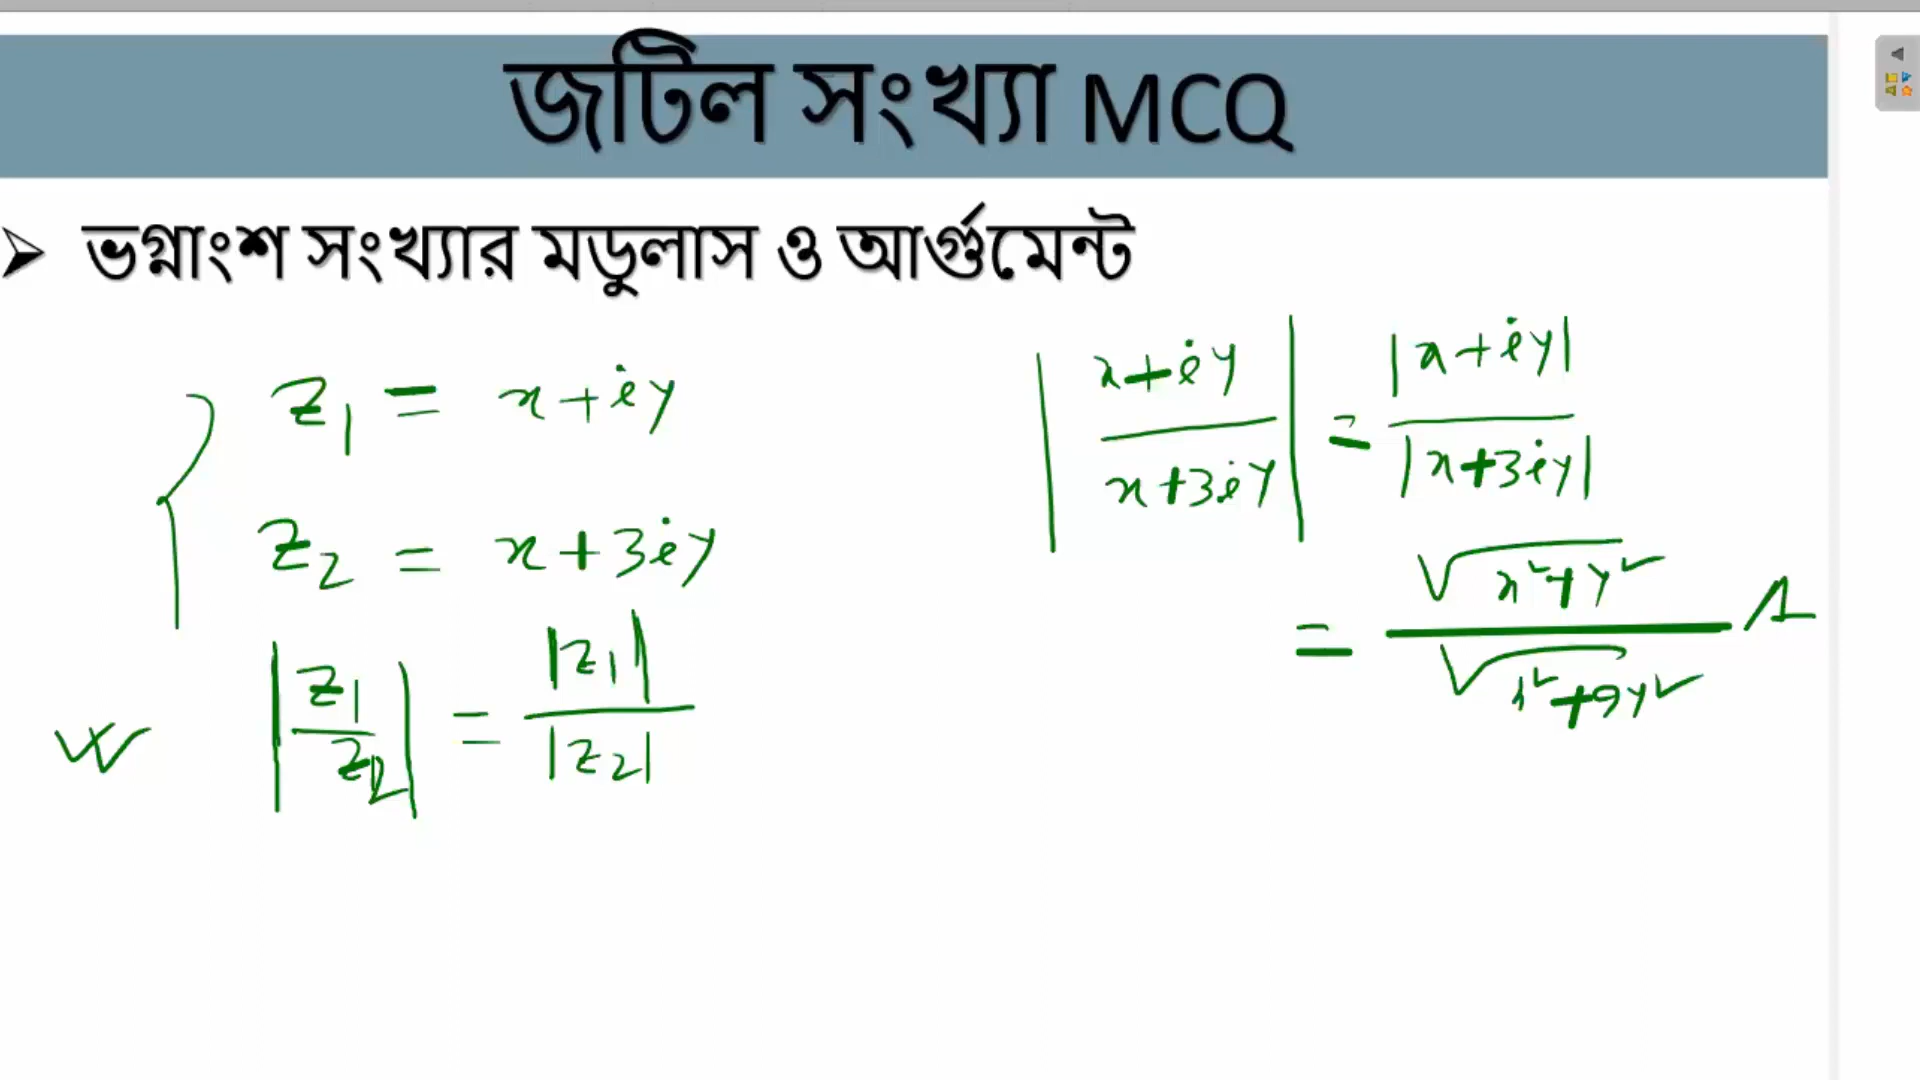 জটিল সংখ্যা MCQ
➢ ভগ্নাংশ সংখ্যার মডুলাস ও আর্গুমেন্ট
z₁ = x+iy
z₂ = x+3iy
|z₁/z₂| = |z₁|/|z₂|
|(x+iy)/(x+3iy)| = |x+iy|/|x+3iy|
= √(x²+y²)/√(x²+9y²)